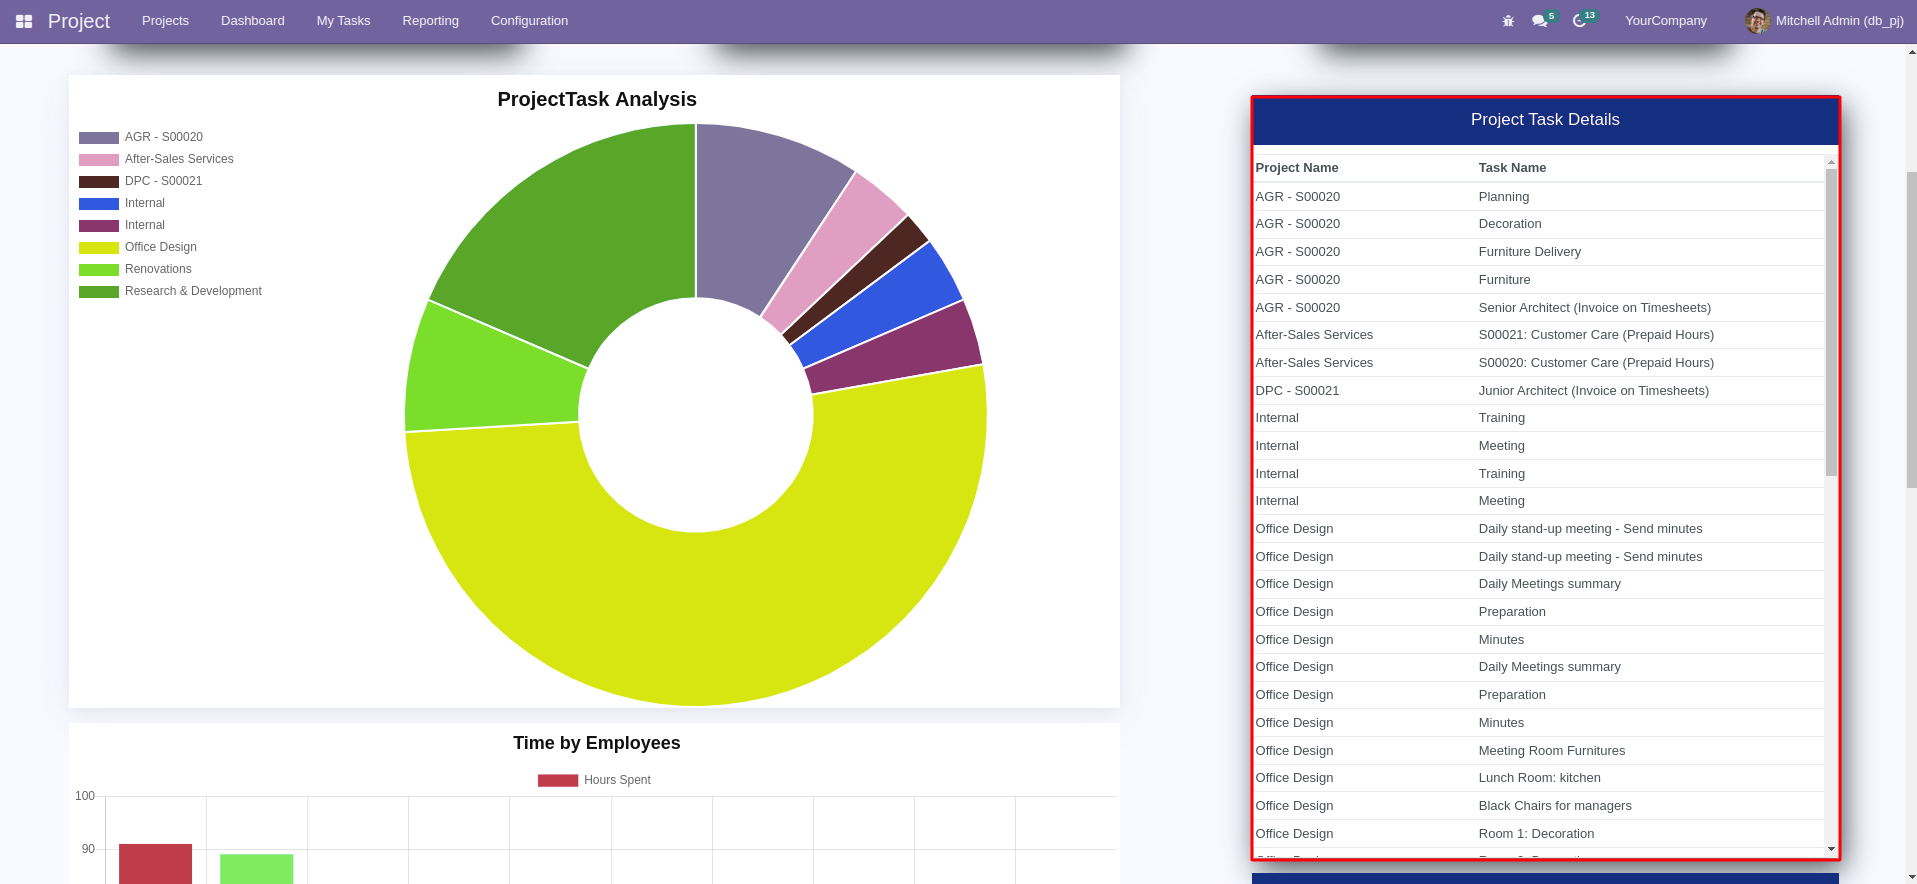 Project Projects Dashboard My Tasks Reporting Configuration 5 13 YourCompany Mitchell Admin (db_pj)
ProjectTask Analysis
AGR - S00020
After-Sales Services
DPC - S00021
Internal
Internal
Office Design
Renovations
Research & Development
Time by Employees
Hours Spent
100
90
Project Task Details
Project Name Task Name
AGR - S00020 Planning
AGR - S00020 Decoration
AGR - S00020 Furniture Delivery
AGR - S00020 Furniture
AGR - S00020 Senior Architect (Invoice on Timesheets)
After-Sales Services S00021: Customer Care (Prepaid Hours)
After-Sales Services S00020: Customer Care (Prepaid Hours)
DPC - S00021 Junior Architect (Invoice on Timesheets)
Internal Training
Internal Meeting
Internal Training
Internal Meeting
Office Design Daily stand-up meeting - Send minutes
Office Design Daily stand-up meeting - Send minutes
Office Design Daily Meetings summary
Office Design Preparation
Office Design Minutes
Office Design Daily Meetings summary
Office Design Preparation
Office Design Minutes
Office Design Meeting Room Furnitures
Office Design Lunch Room: kitchen
Office Design Black Chairs for managers
Office Design Room 1: Decoration